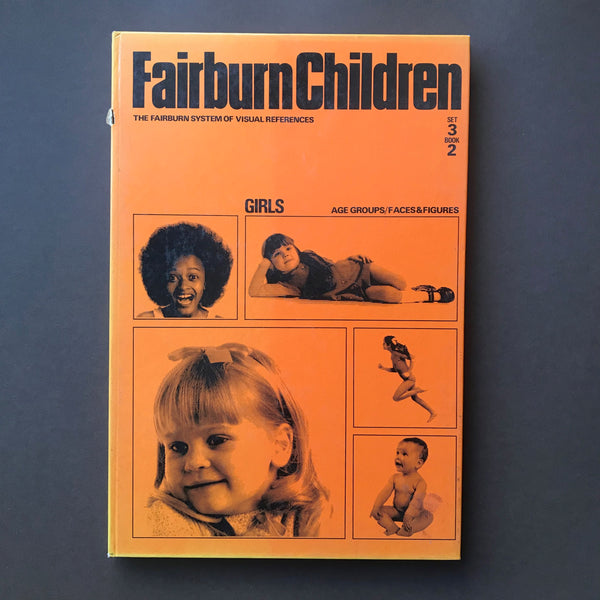 Fairburn Children
THE FAIRBURN SYSTEM OF VISUAL REFERENCES
SET
3
BOOK
2
GIRLS
AGE GROUPS/FACES&FIGURES